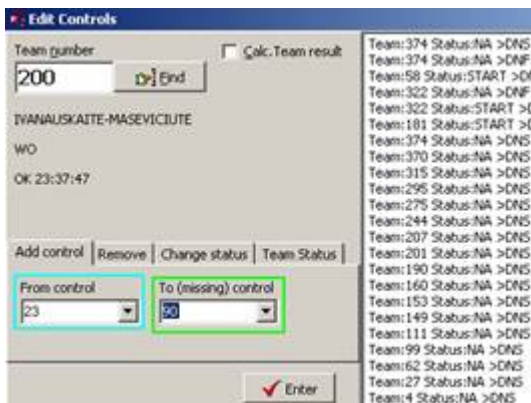 Edit Controls
Team number
Calc.Team result
200
Find
IVANAUSKAITE-MASEVICIUTE
WO
OK 23:37:47
Add control
Remove
Change status
Team Status
From control
To (missing) control
23
90
Enter
Team:374 Status:NA >DNS
Team:374 Status:NA >DNF
Team:58 Status:START >
Team:322 Status:NA >DNF
Team:322 Status:START >
Team:181 Status:START >
Team:374 Status:NA >DNS
Team:370 Status:NA >DNS
Team:315 Status:NA >DNS
Team:295 Status:NA >DNS
Team:275 Status:NA >DNS
Team:244 Status:NA >DNS
Team:207 Status:NA >DNS
Team:201 Status:NA >DNS
Team:190 Status:NA >DNS
Team:160 Status:NA >DNS
Team:153 Status:NA >DNS
Team:149 Status:NA >DNS
Team:111 Status:NA >DNS
Team:99 Status:NA >DNS
Team:62 Status:NA >DNS
Team:27 Status:NA >DNS
Team:4 Status:NA >DNS